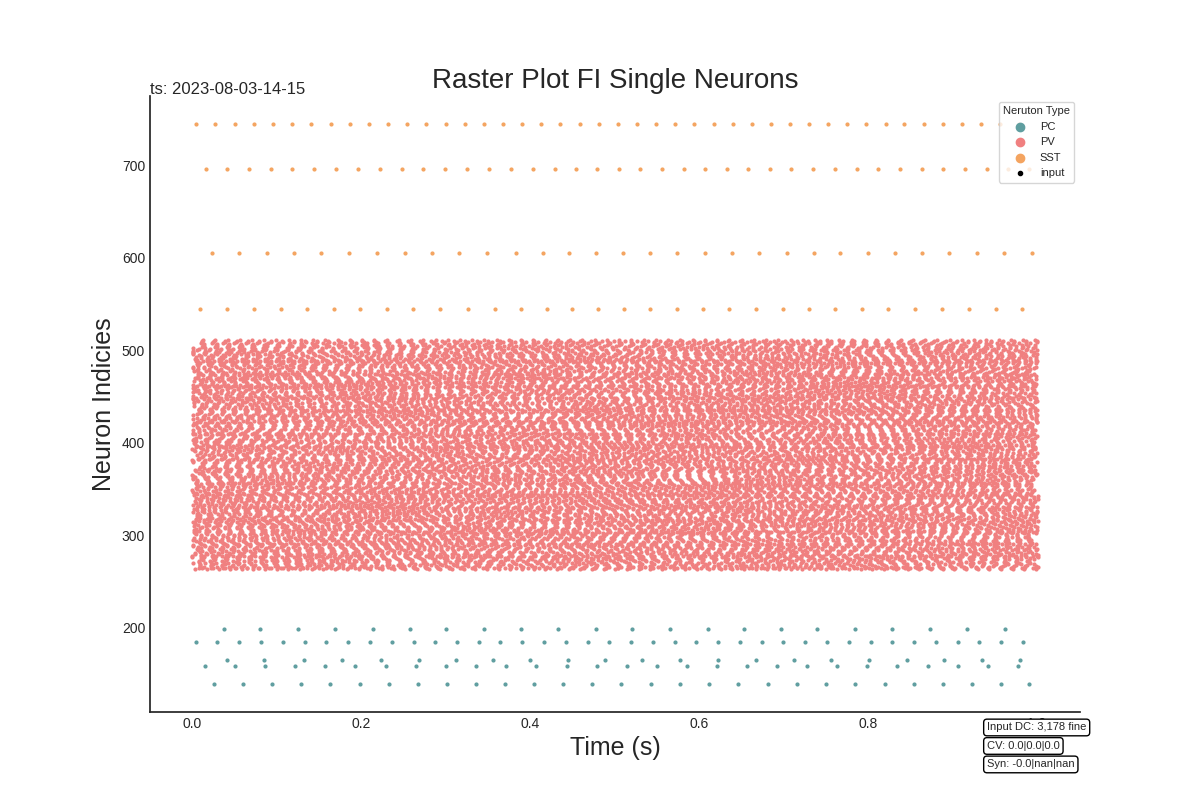 Raster Plot FI Single Neurons
ts: 2023-08-03-14-15
Neruton Type
PC
PV
SST
input
700
600
500
400
300
200
Neuron Indicies
0.0 0.2 0.4 0.6 0.8
Time (s)
Input DC: 3,178 fine
CV: 0.0|0.0|0.0
Syn: -0.0|nan|nan